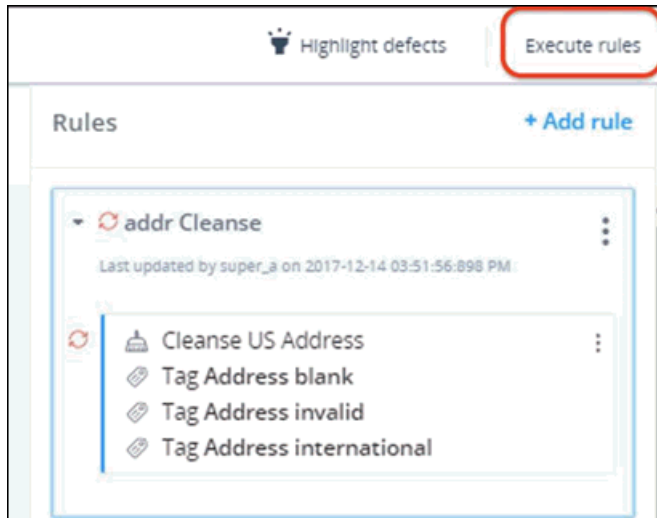 Highlight defects
Execute rules
Rules
+ Add rule
addr Cleanse
Last updated by super_a on 2017-12-14 03:51:56:898 PM
Cleanse US Address
Tag Address blank
Tag Address invalid
Tag Address international